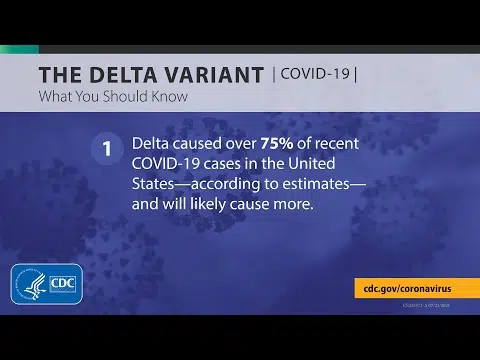 THE DELTA VARIANT | COVID-19 |
What You Should Know
1
Delta caused over 75% of recent
COVID-19 cases in the United
States—according to estimates—
and will likely cause more.
CDC
cdc.gov/coronavirus